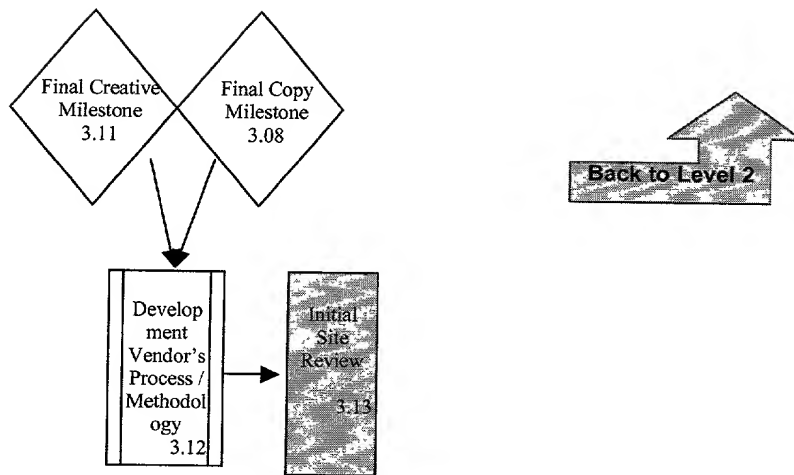 Final Creative
Milestone
3.11
Final Copy
Milestone
3.08
Back to Level 2
Develop
ment
Vendor's
Process /
Methodol
ogy
3.12
Initial
Site
Review
3.13